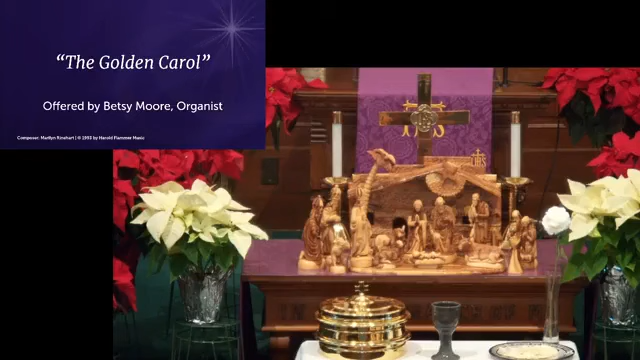 “The Golden Carol”
Offered by Betsy Moore, Organist
Composer: Marilyn Rinehart | © 1993 by Harold Flammer Music